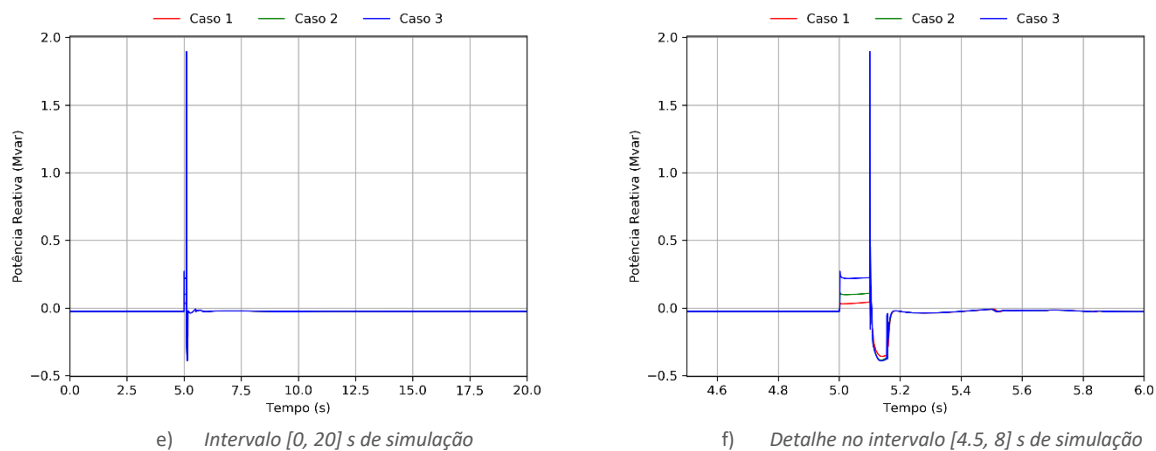 Caso 1 Caso 2 Caso 3
Potência Reativa (Mvar)
2.0
1.5
1.0
0.5
0.0
−0.5
0.0 2.5 5.0 7.5 10.0 12.5 15.0 17.5 20.0
Tempo (s)
e) Intervalo [0, 20] s de simulação
Caso 1 Caso 2 Caso 3
Potência Reativa (Mvar)
2.0
1.5
1.0
0.5
0.0
−0.5
4.6 4.8 5.0 5.2 5.4 5.6 5.8 6.0
Tempo (s)
f) Detalhe no intervalo [4.5, 8] s de simulação